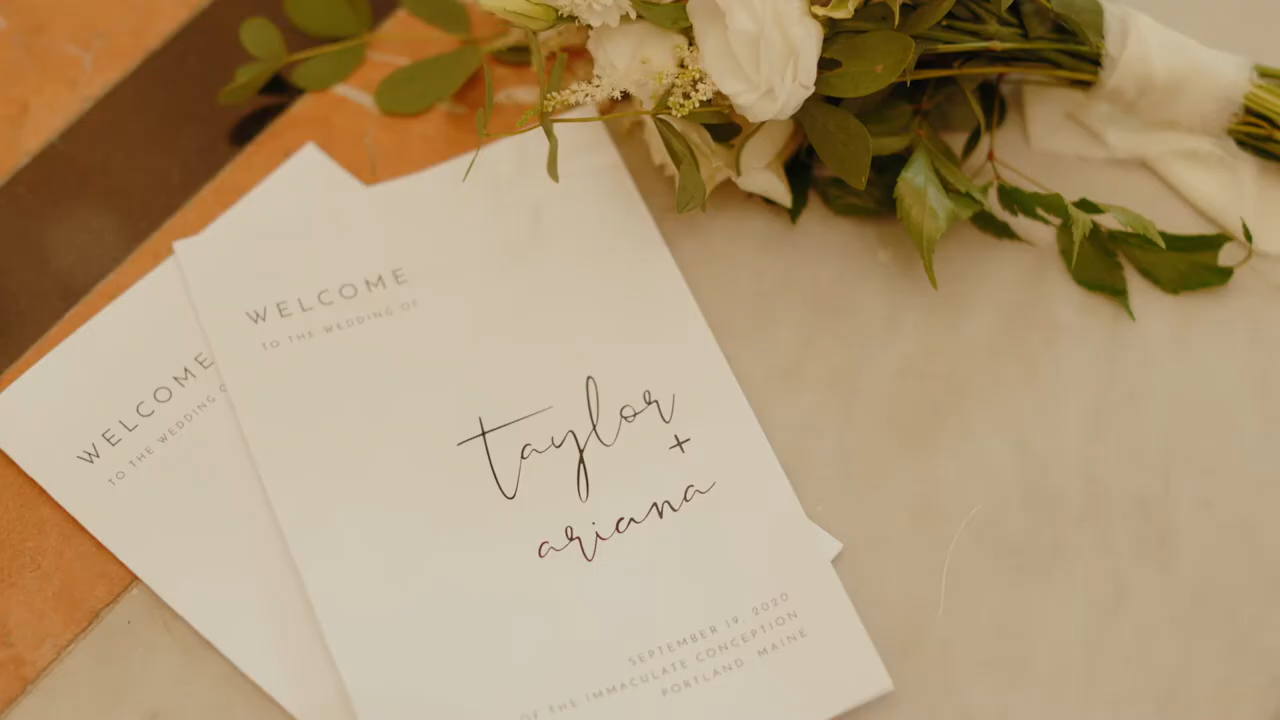 WELCOME
TO THE WEDDING OF
taylor
+
ariana
SEPTEMBER 19, 2020
OF THE IMMACULATE CONCEPTION
PORTLAND, MAINE
WELCOME
TO THE WEDDING